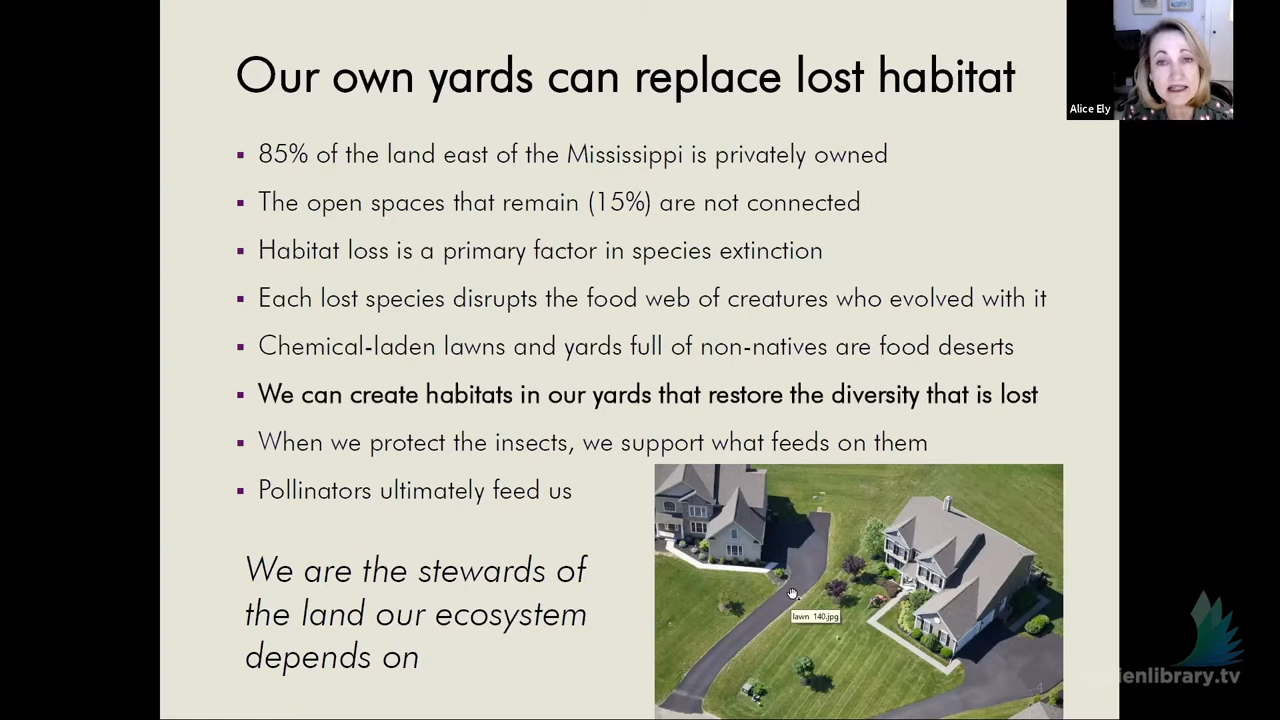 Our own yards can replace lost habitat
Alice Ely
▪ 85% of the land east of the Mississippi is privately owned
▪ The open spaces that remain (15%) are not connected
▪ Habitat loss is a primary factor in species extinction
▪ Each lost species disrupts the food web of creatures who evolved with it
▪ Chemical-laden lawns and yards full of non-natives are food deserts
▪ We can create habitats in our yards that restore the diversity that is lost
▪ When we protect the insects, we support what feeds on them
▪ Pollinators ultimately feed us
We are the stewards of
the land our ecosystem
depends on
lawn 140.jpg
ienlibrary.tv